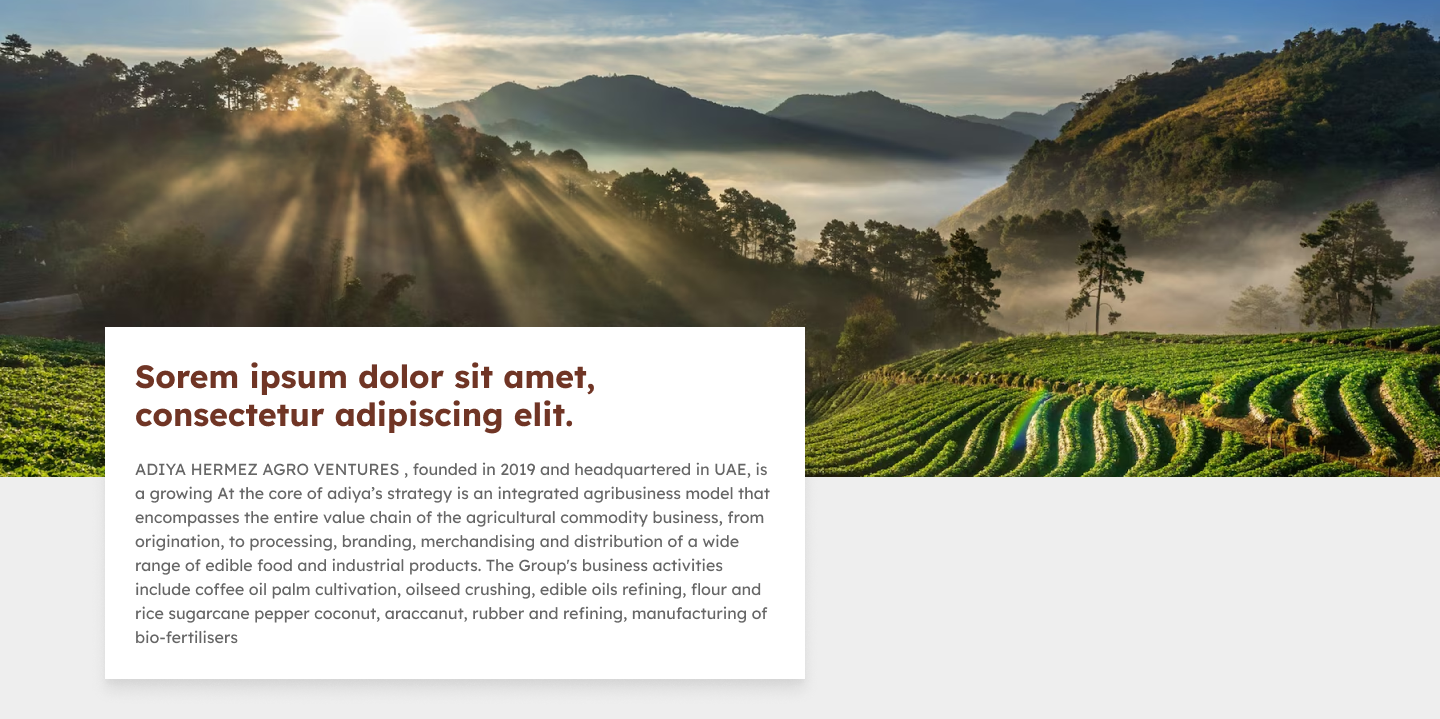 Sorem ipsum dolor sit amet,
consectetur adipiscing elit.
ADIYA HERMEZ AGRO VENTURES , founded in 2019 and headquartered in UAE, is
a growing At the core of adiya’s strategy is an integrated agribusiness model that
encompasses the entire value chain of the agricultural commodity business, from
origination, to processing, branding, merchandising and distribution of a wide
range of edible food and industrial products. The Group's business activities
include coffee oil palm cultivation, oilseed crushing, edible oils refining, flour and
rice sugarcane pepper coconut, araccanut, rubber and refining, manufacturing of
bio-fertilisers